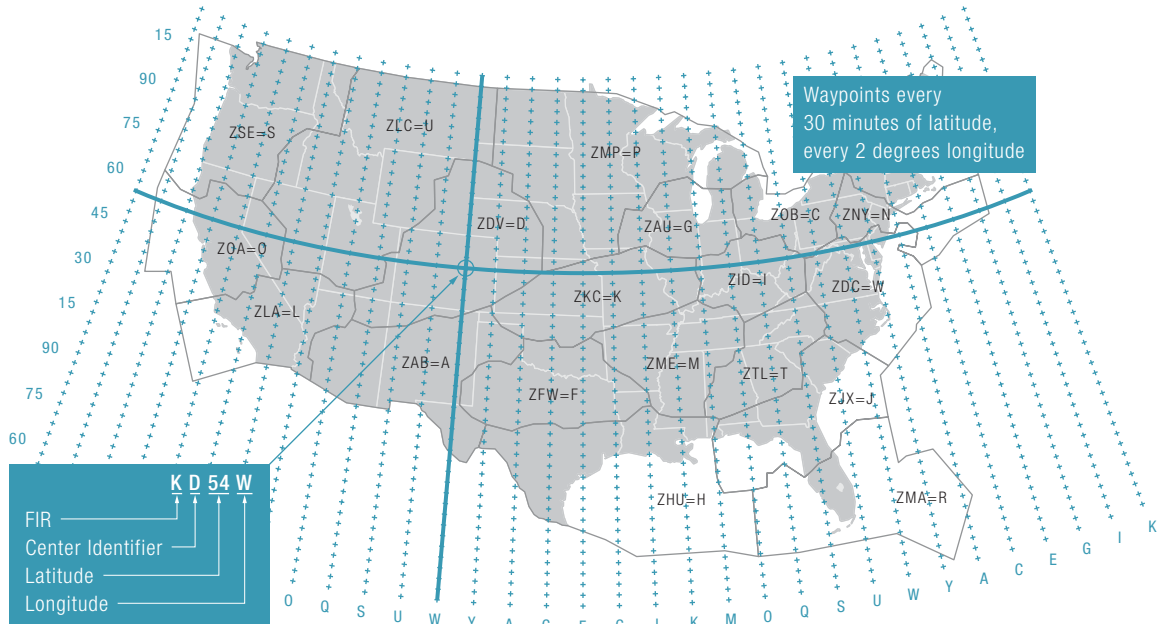 15
90
75
60
45
30
15
90
75
60
Waypoints every
30 minutes of latitude,
every 2 degrees longitude
ZSE=S
ZLC=U
ZMP=P
ZOA=O
ZDV=D
ZAU=G
ZOB=C
ZNY=N
ZLA=L
ZKC=K
ZID=I
ZDC=W
ZAB=A
ZFW=F
ZME=M
ZTL=T
ZJX=J
ZHU=H
ZMA=R
K D 54 W
FIR
Center Identifier
Latitude
Longitude
O Q S U W Y A C E G I K M O Q S U W Y A C E G I K